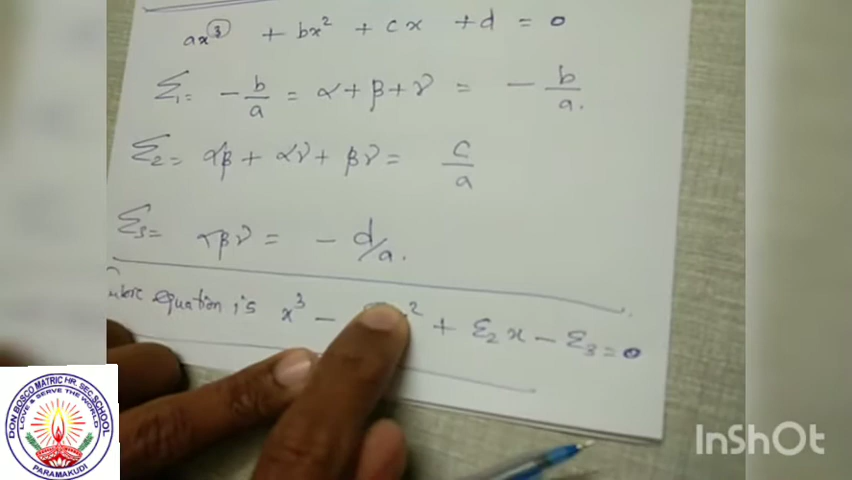 ax³ + bx² + cx + d = 0
Σ₁= -b/a = α+β+γ = -b/a.
Σ₂= αβ + αγ + βγ = c/a
Σ₃= αβγ = -d/a.
equation is x³ - ² + Σ₂x - Σ₃=0
DON BOSCO MATRIC HR. SEC. SCHOOL
LOVE & SERVE THE WORLD
PARAMAKUDI
InShOt